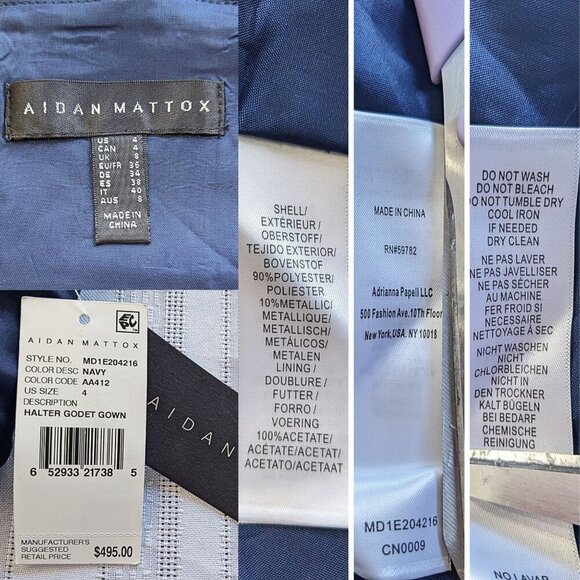 AIDAN MATTOX
US 4
CAN 4
UK 8
EU/FR 36
DE 34
ES 38
IT 40
AUS 8
MADE IN
CHINA
AIDAN MATTOX
STYLE NO. MD1E204216
COLOR DESC NAVY
COLOR CODE AA412
US SIZE 4
DESCRIPTION
HALTER GODET GOWN
6 52933 21738 5
MANUFACTURER'S
SUGGESTED
RETAIL PRICE $495.00
AIDAN
SHELL/
EXTÉRIEUR/
OBERSTOFF/
TEJIDO EXTERIOR/
BOVENSTOF
90%POLYESTER/
POLIESTER
10%METALLIC/
METALLIQUE/
METALLISCH/
METÁLICOS/
METALEN
LINING/
DOUBLURE/
FUTTER/
FORRO/
VOERING
100%ACETATE/
ACÉTATE/ACETAT/
ACETATO/ACETAAT
MADE IN CHINA
RN#59782
Adrianna Papell LLC
500 Fashion Ave.10Th Floor
New York,USA. NY 10018
MD1E204216
CN0009
DO NOT WASH
DO NOT BLEACH
DO NOT TUMBLE DRY
COOL IRON
IF NEEDED
DRY CLEAN
NE PAS LAVER
NE PAS JAVELLISER
NE PAS SÉCHER
AU MACHINE
FER FROID SI
NECESSAIRE
NETTOYAGE À SEC
NICHT WASCHEN
NICHT
CHLORBLEICHEN
NICHT IN
DEN TROCKNER
KALT BÜGELN
BEI BEDARF
CHEMISCHE
REINIGUNG
NO LAVAR